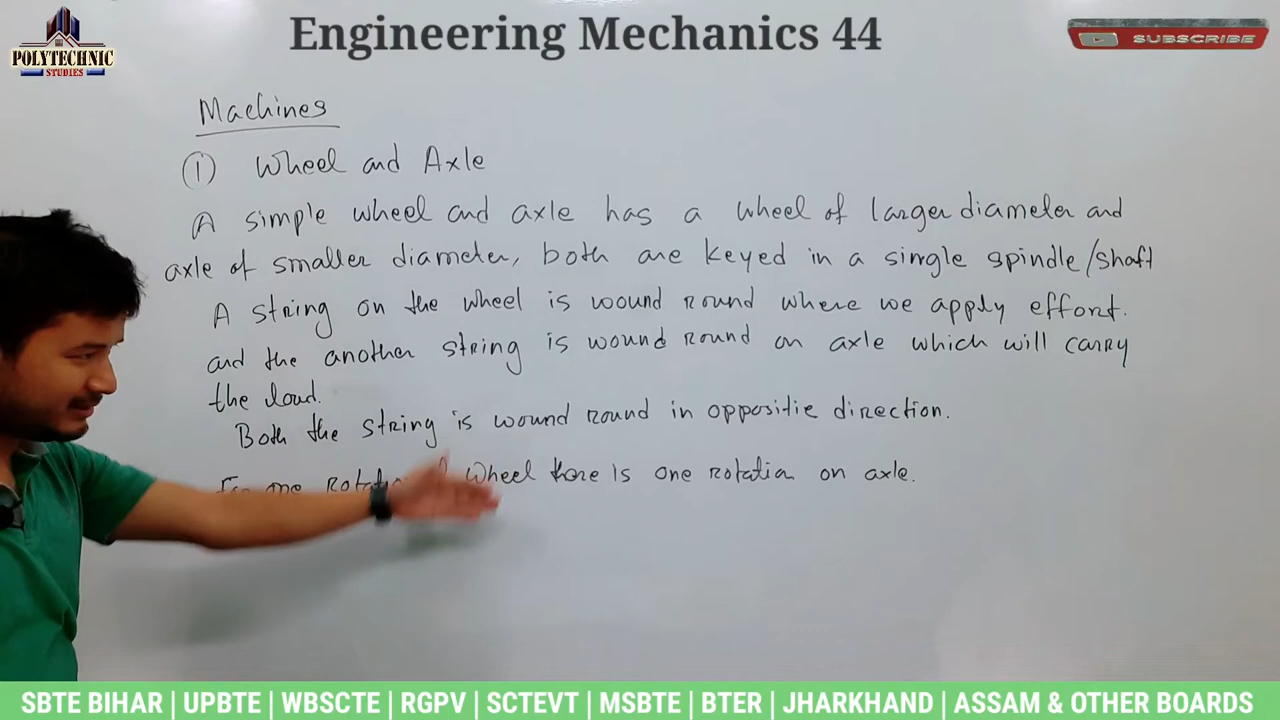 Engineering Mechanics 44
POLYTECHNIC
STUDIES
SUBSCRIBE
Machines
① Wheel and Axle
A simple wheel and axle has a wheel of larger diameter and
axle of smaller diameter, both are keyed in a single spindle/shaft
A string on the wheel is wound round where we apply effort.
and the another string is wound round on axle which will carry
the load.
Both the string is wound round in oppositie direction.
For one wheel there is one rotation on axle.
SBTE BIHAR | UPBTE | WBSCTE | RGPV | SCTEVT | MSBTE | BTER | JHARKHAND | ASSAM & OTHER BOARDS